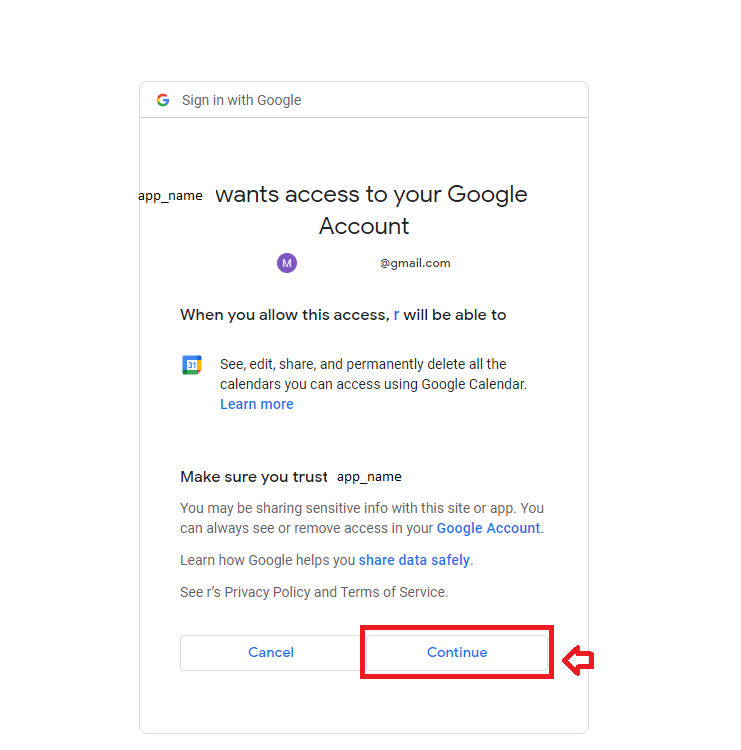 Sign in with Google
app_name wants access to your Google
Account
M @gmail.com
When you allow this access, r will be able to
31
See, edit, share, and permanently delete all the
calendars you can access using Google Calendar.
Learn more
Make sure you trust app_name
You may be sharing sensitive info with this site or app. You
can always see or remove access in your Google Account.
Learn how Google helps you share data safely.
See r's Privacy Policy and Terms of Service.
Cancel Continue